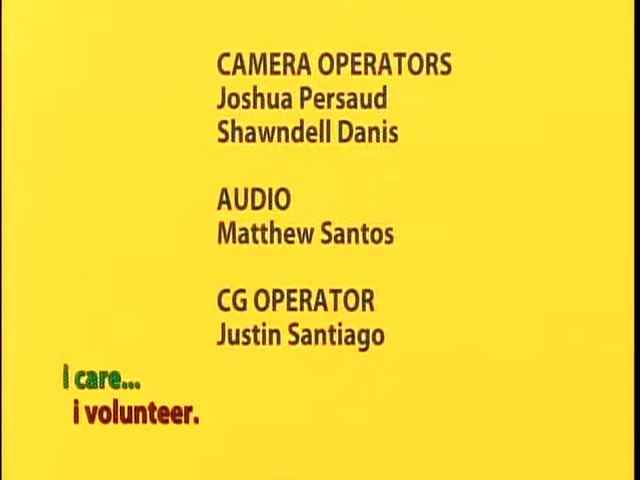 CAMERA OPERATORS
Joshua Persaud
Shawndell Danis
AUDIO
Matthew Santos
CG OPERATOR
Justin Santiago
i care...
i volunteer.